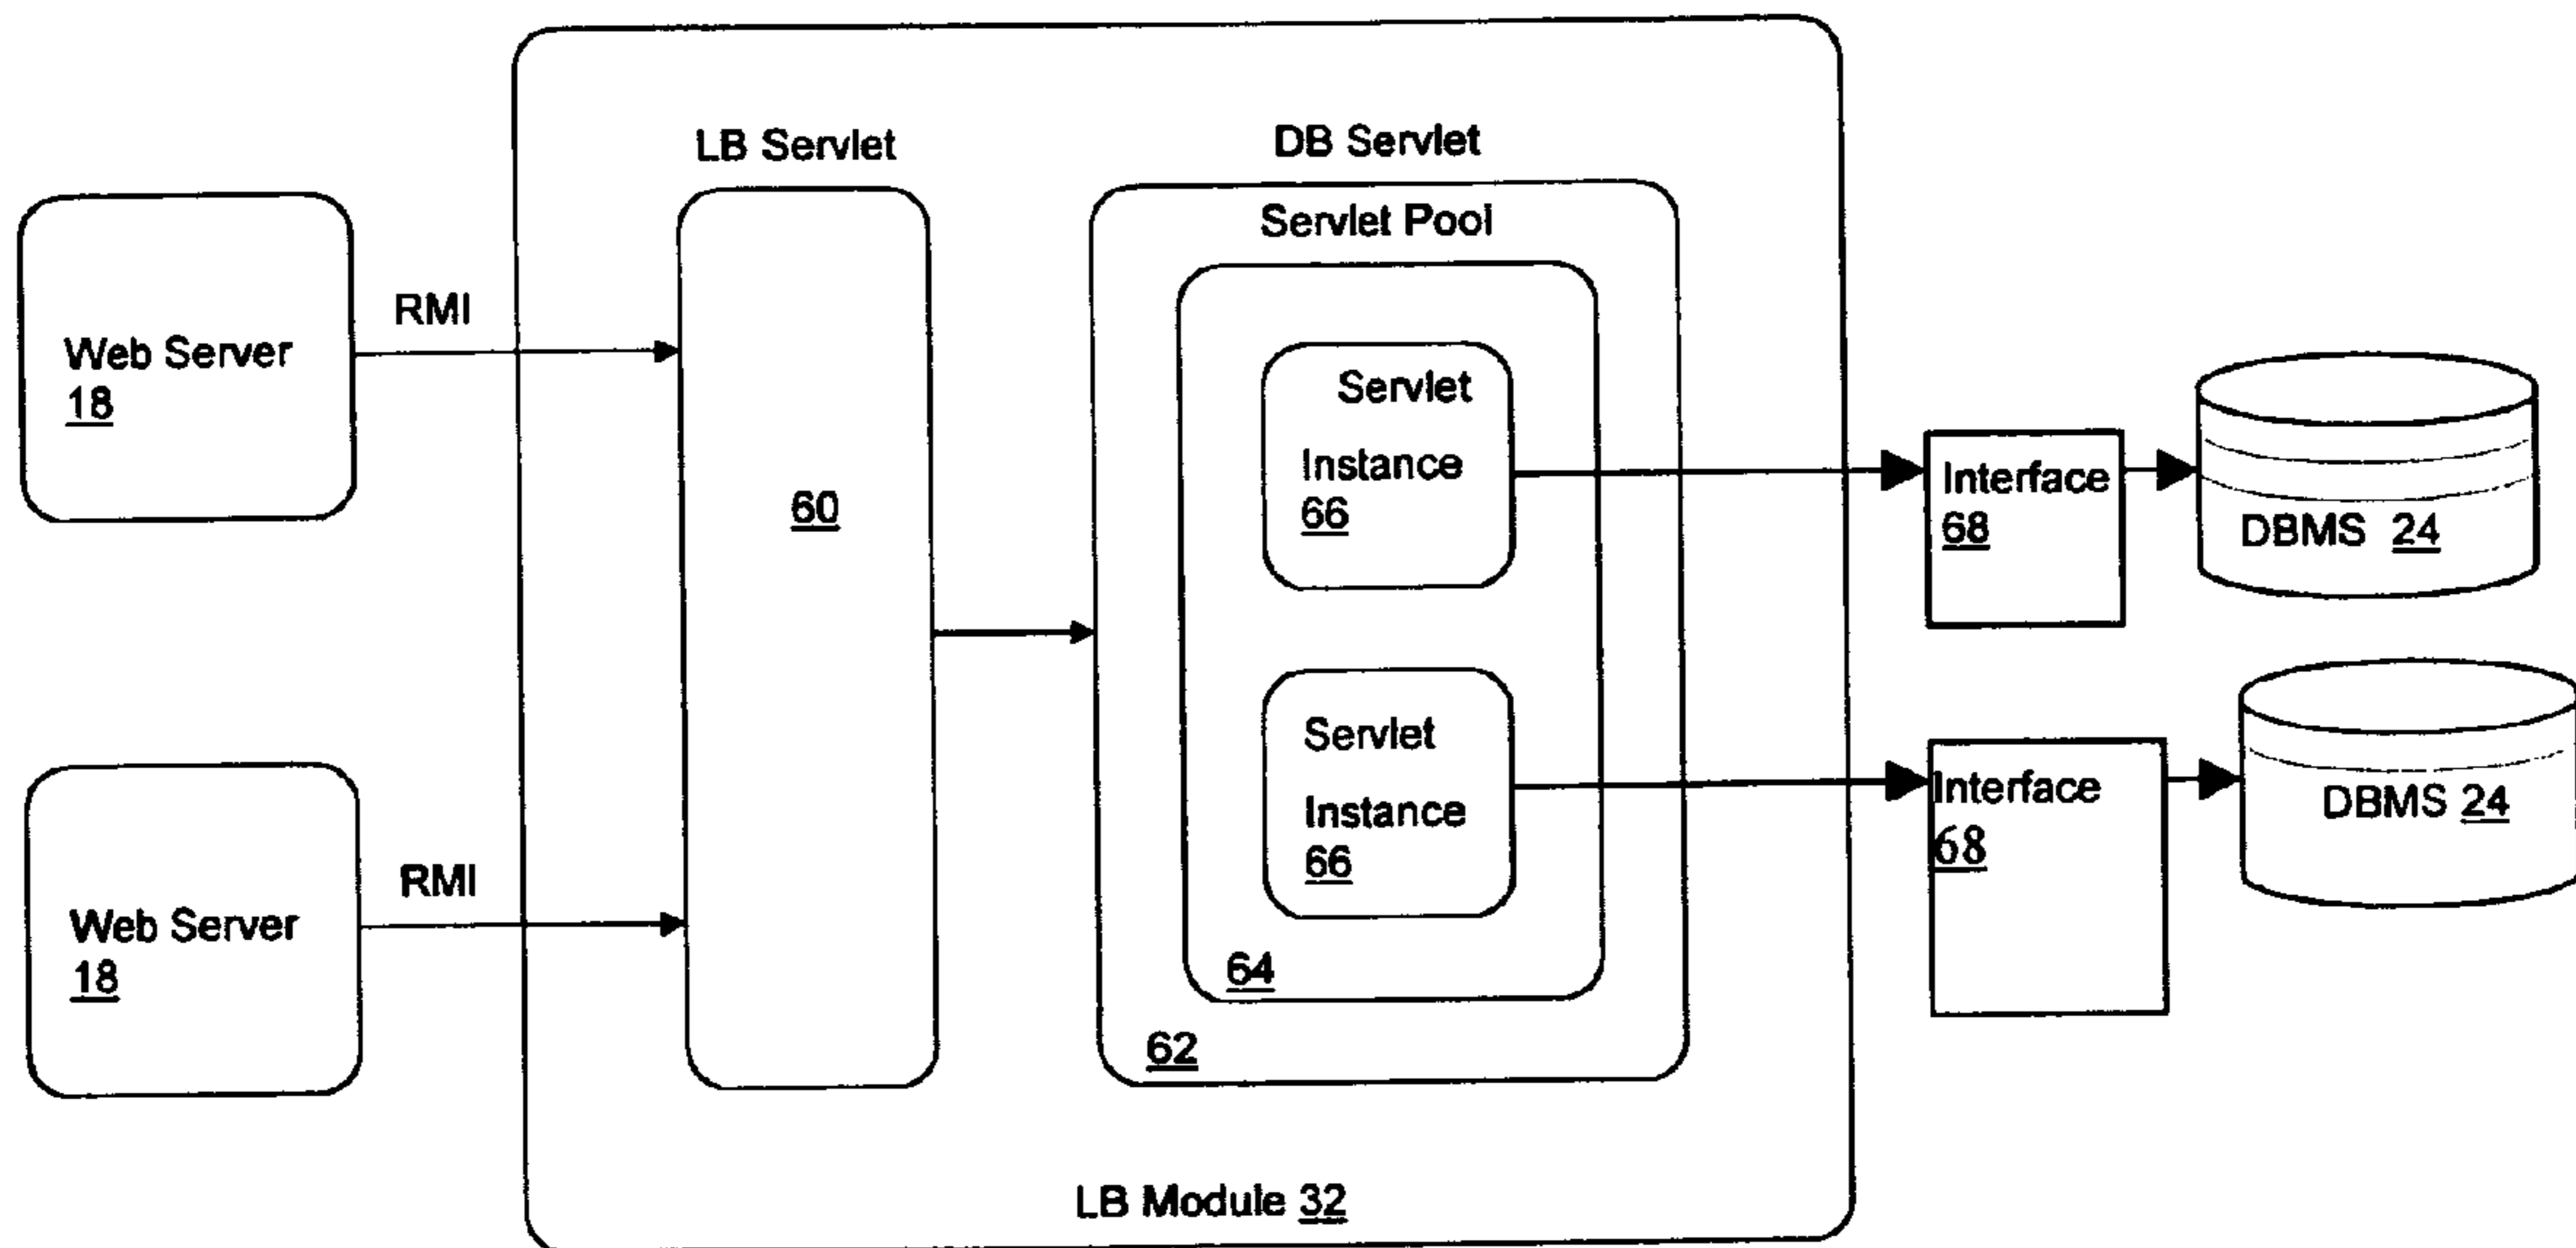 LB Servlet
DB Servlet
Servlet Pool
RMI
Web Server
18
60
Servlet
Instance
66
Interface
68
DBMS 24
Servlet
Instance
66
Interface
68
DBMS 24
RMI
Web Server
18
64
62
LB Module 32